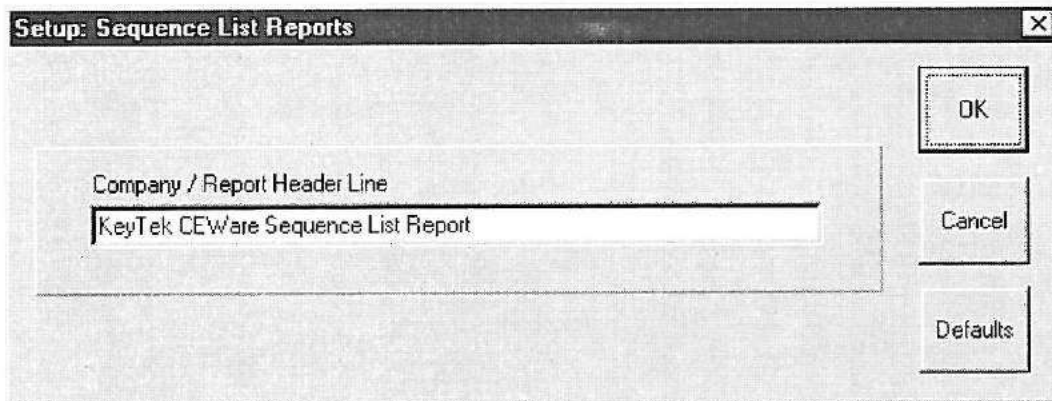 Setup: Sequence List Reports
OK
Company / Report Header Line
KeyTek CEWare Sequence List Report
Cancel
Defaults